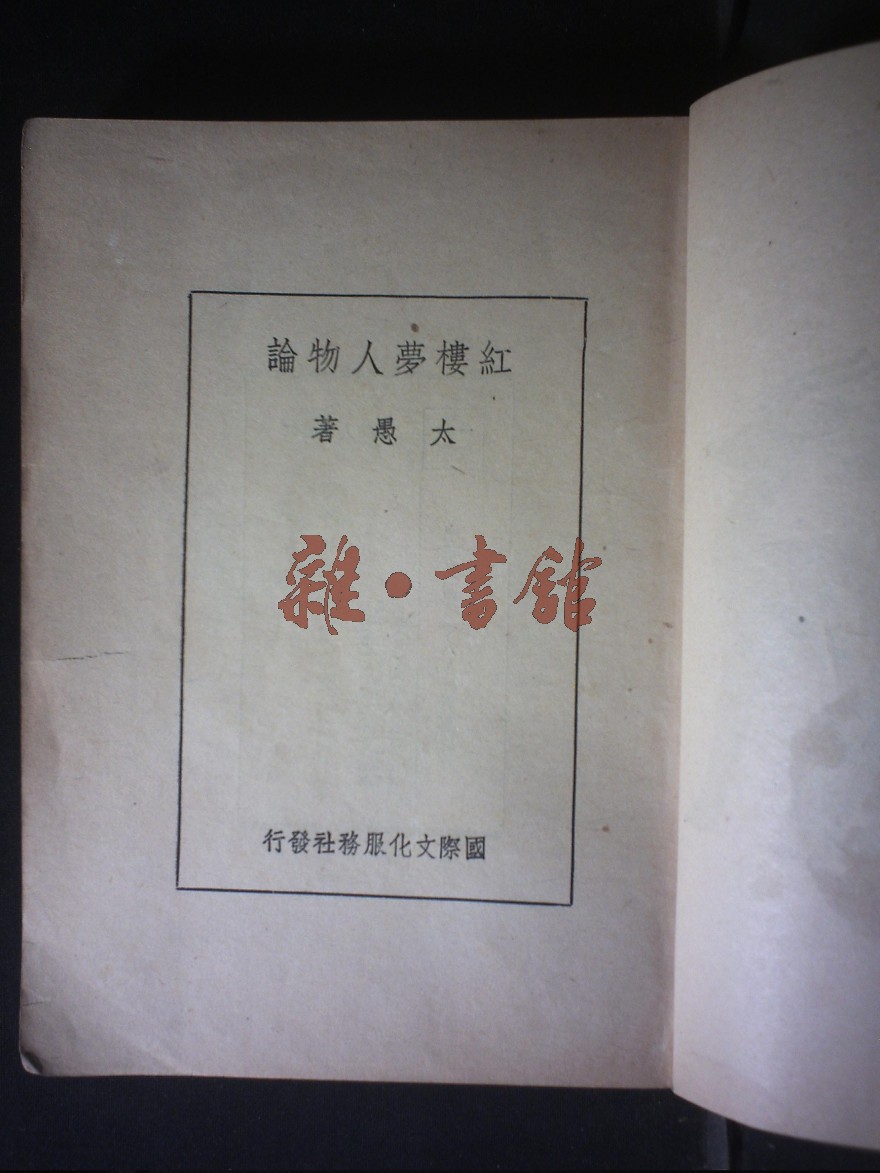 紅樓夢人物論
太愚著
雜·書館
國際文化服務社發行